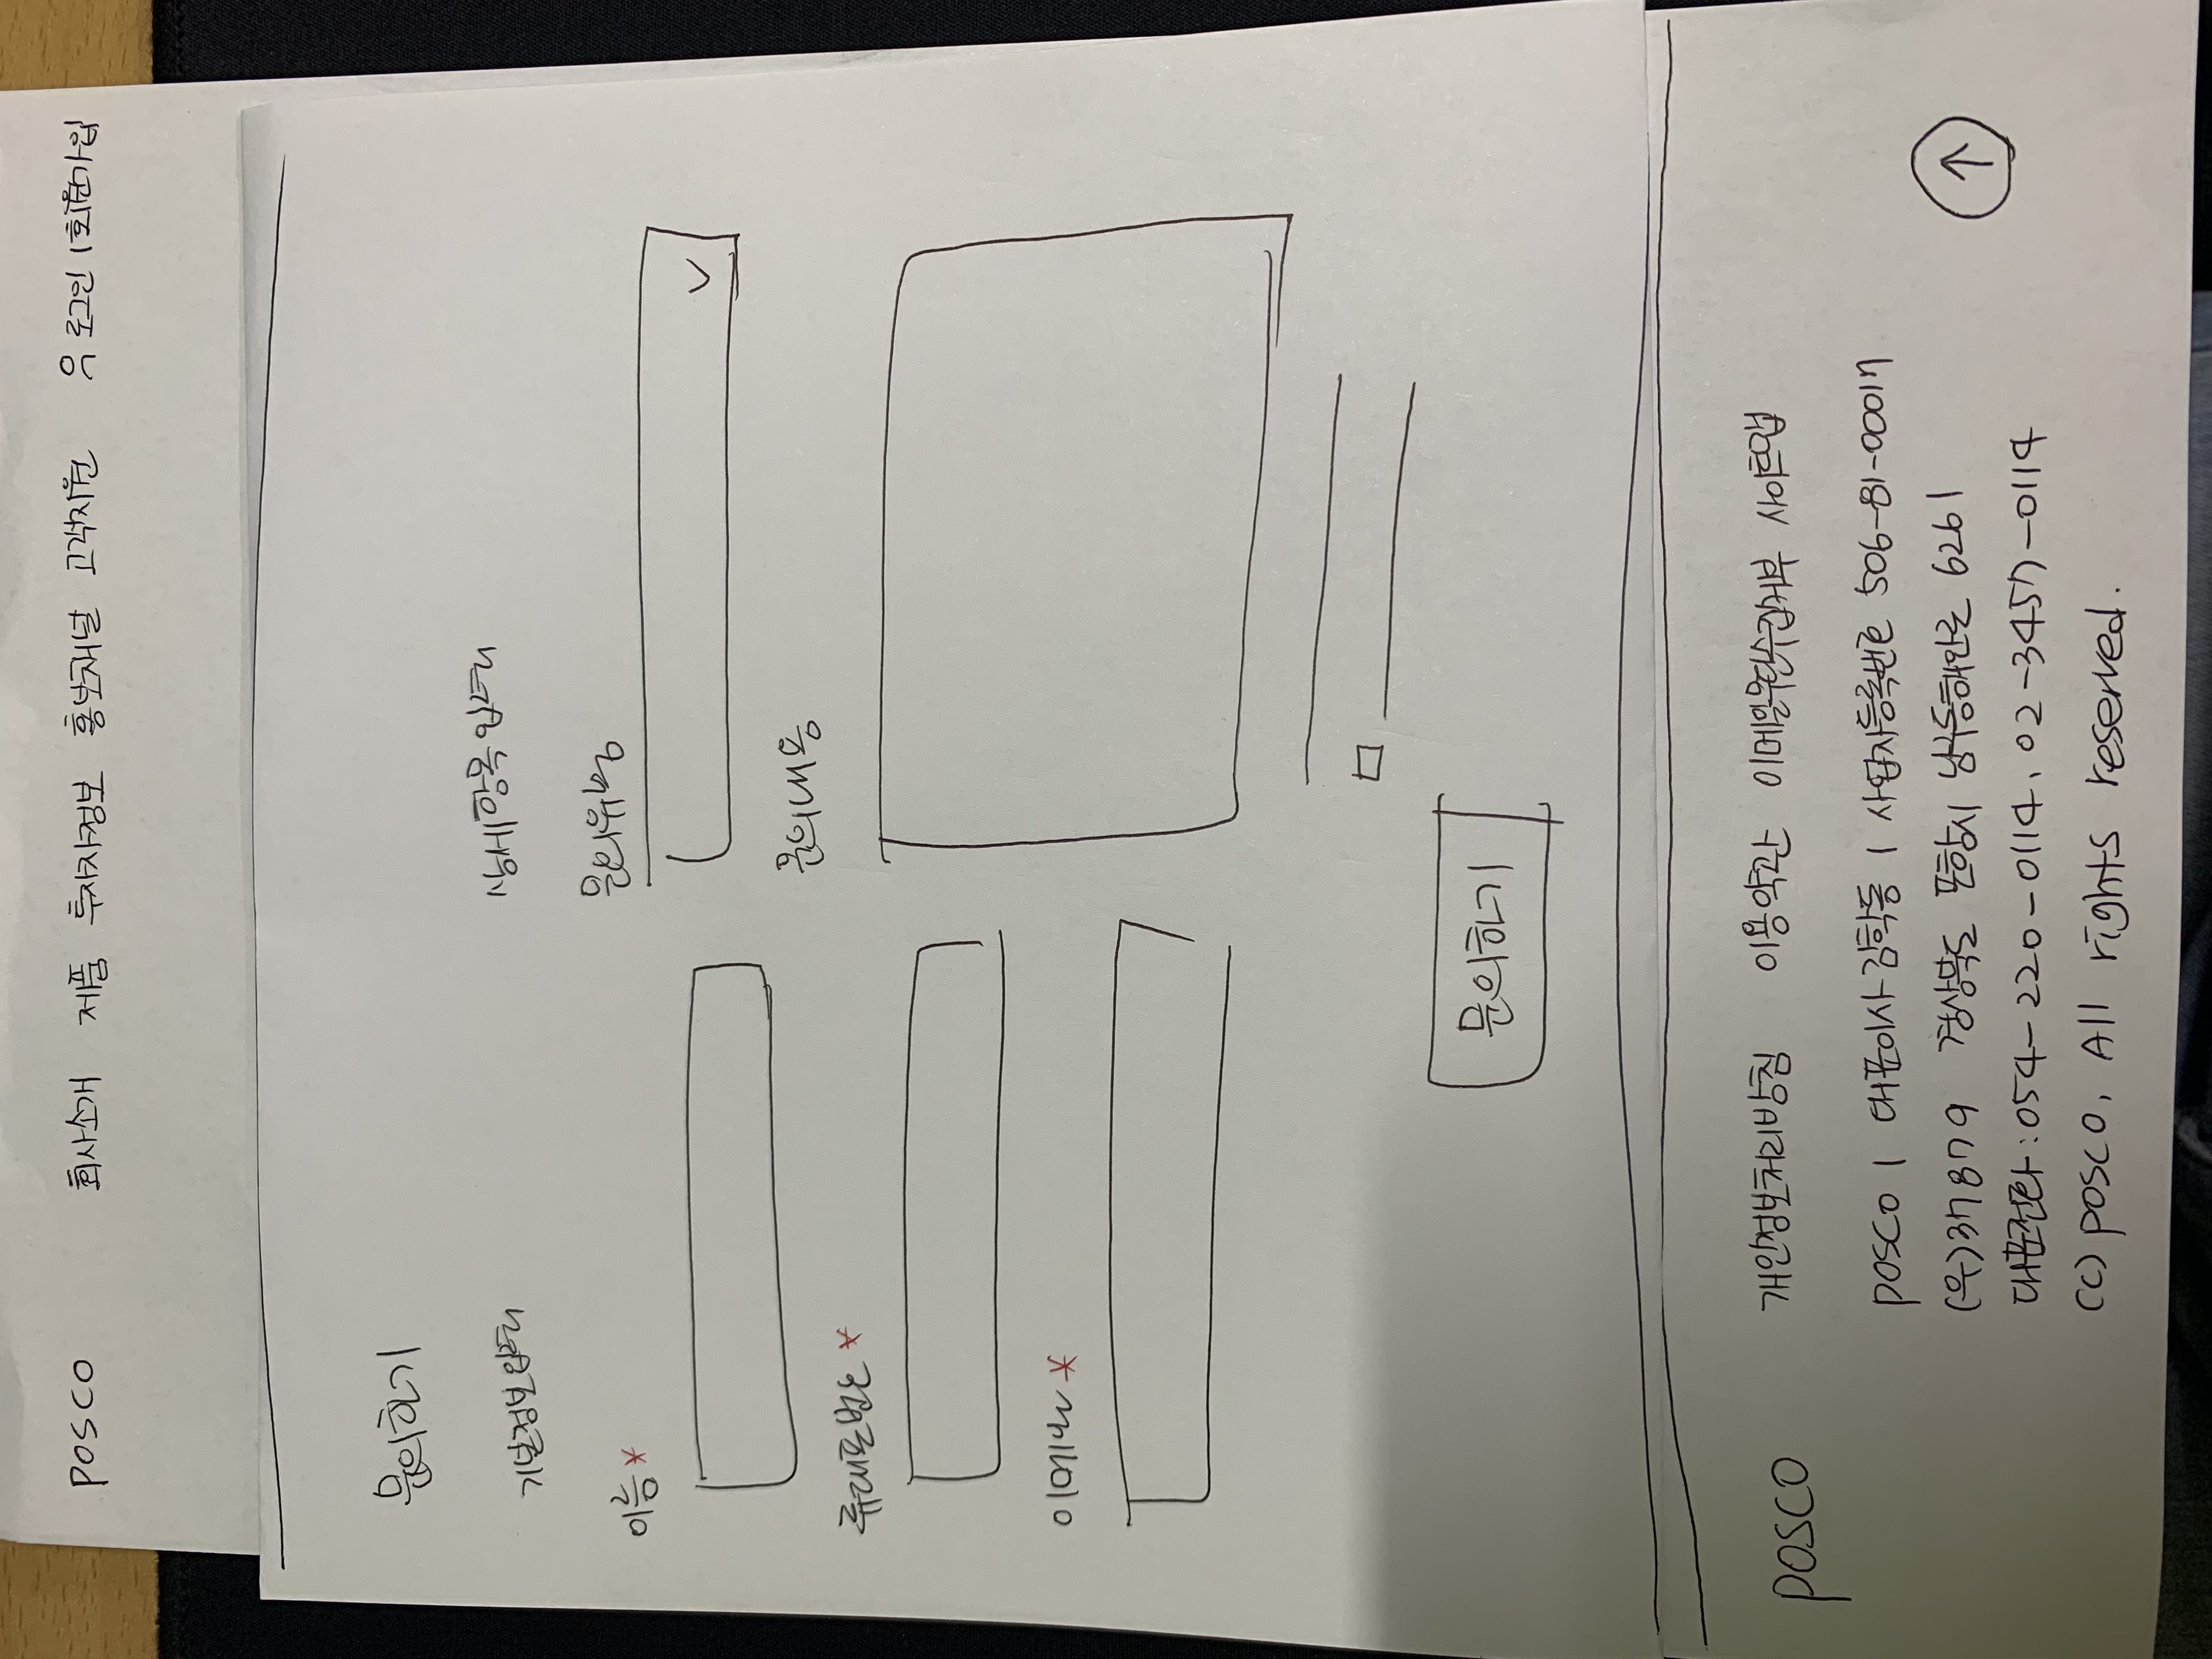 POSCO 회사소개 제품 투자자정보 홍보채널 고객지원 로그인 | 회원가입
문의하기
기본정보입력
상세항목입력
이름 *
문의유형
휴대폰번호 *
문의내용
이메일 *
문의하기
POSCO
개인정보처리방침 이용약관 이메일무단수집거부 사이트맵
POSCO | 대표이사 김학동 | 사업자등록번호 506-81-00017
(우)37879 경상북도 포항시 남구 동해안로 6261
대표전화 : 054-220-0114, 02-3457-0114
(C) POSCO, All rights reserved.